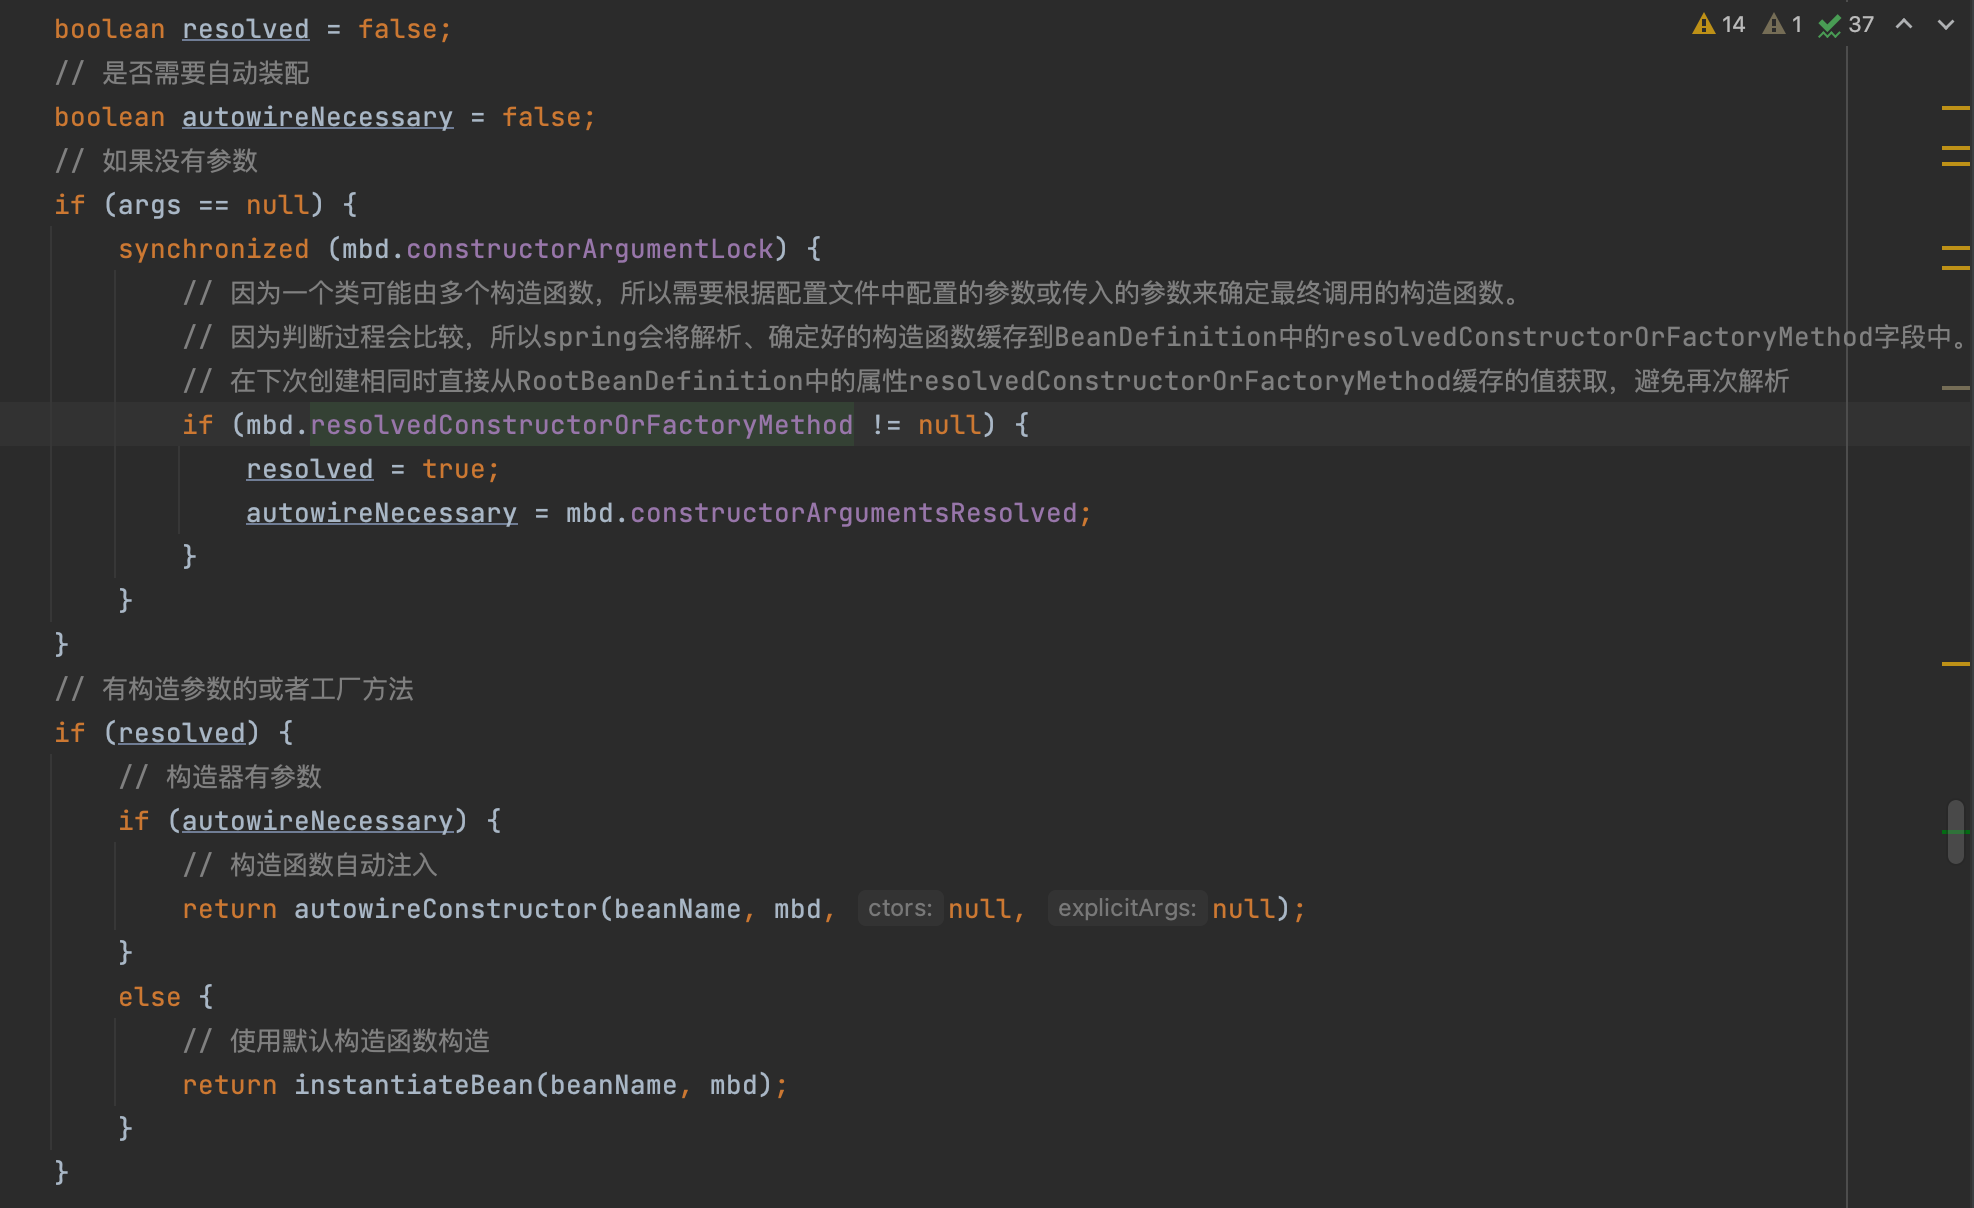 boolean resolved = false;
14 1 37
// 是否需要自动装配
boolean autowireNecessary = false;
// 如果没有参数
if (args == null) {
synchronized (mbd.constructorArgumentLock) {
// 因为一个类可能由多个构造函数，所以需要根据配置文件中配置的参数或传入的参数来确定最终调用的构造函数。
// 因为判断过程会比较，所以spring会将解析、确定好的构造函数缓存到BeanDefinition中的resolvedConstructorOrFactoryMethod字段中。
// 在下次创建相同时直接从RootBeanDefinition中的属性resolvedConstructorOrFactoryMethod缓存的值获取，避免再次解析
if (mbd.resolvedConstructorOrFactoryMethod != null) {
resolved = true;
autowireNecessary = mbd.constructorArgumentsResolved;
}
}
}
// 有构造参数的或者工厂方法
if (resolved) {
// 构造器有参数
if (autowireNecessary) {
// 构造函数自动注入
return autowireConstructor(beanName, mbd, ctors: null, explicitArgs: null);
}
else {
// 使用默认构造函数构造
return instantiateBean(beanName, mbd);
}
}